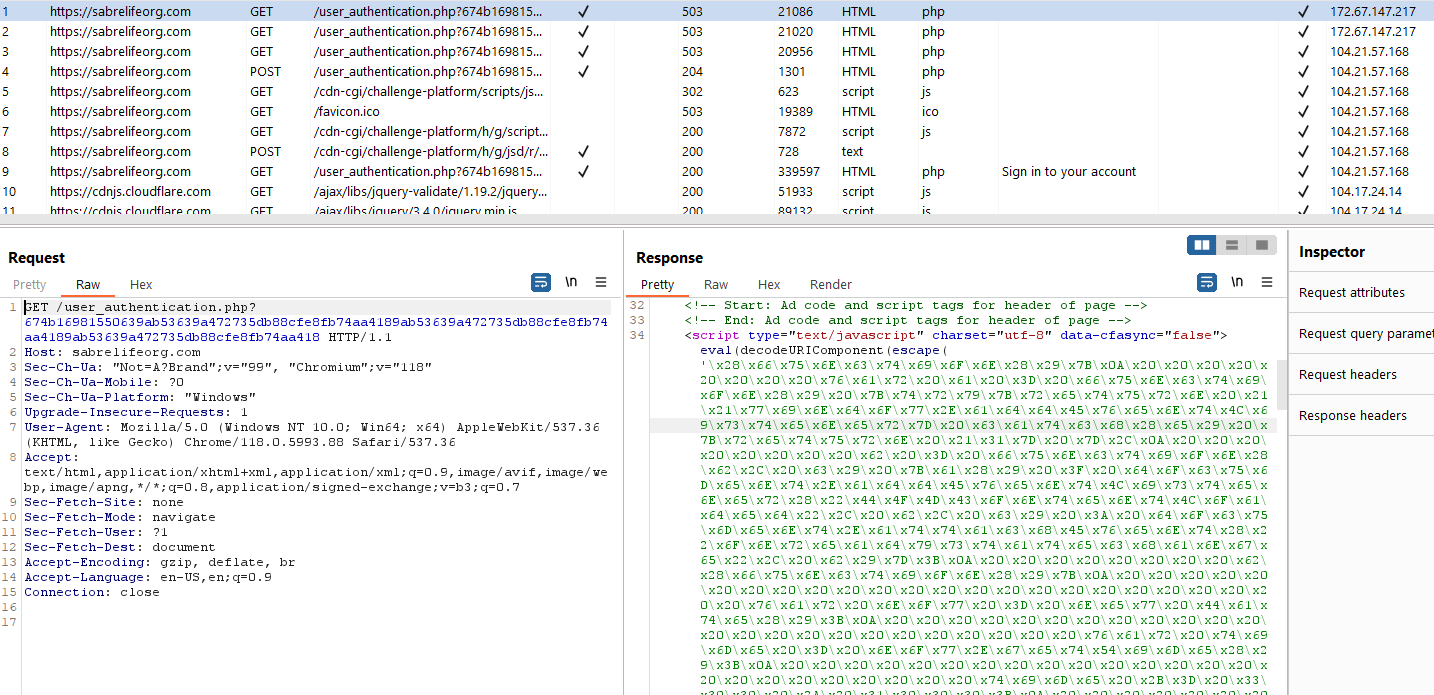 1 https://sabrelifeorg.com GET /user_authentication.php?674b169815... ✓ 503 21086 HTML php ✓ 172.67.147.217
2 https://sabrelifeorg.com GET /user_authentication.php?674b169815... ✓ 503 21020 HTML php ✓ 172.67.147.217
3 https://sabrelifeorg.com GET /user_authentication.php?674b169815... ✓ 503 20956 HTML php ✓ 104.21.57.168
4 https://sabrelifeorg.com POST /user_authentication.php?674b169815... ✓ 204 1301 HTML php ✓ 104.21.57.168
5 https://sabrelifeorg.com GET /cdn-cgi/challenge-platform/scripts/js... 302 623 script js ✓ 104.21.57.168
6 https://sabrelifeorg.com GET /favicon.ico 503 19389 HTML ico ✓ 104.21.57.168
7 https://sabrelifeorg.com GET /cdn-cgi/challenge-platform/h/g/script... 200 7872 script js ✓ 104.21.57.168
8 https://sabrelifeorg.com POST /cdn-cgi/challenge-platform/h/g/jsd/r/... ✓ 200 728 text ✓ 104.21.57.168
9 https://sabrelifeorg.com GET /user_authentication.php?674b169815... ✓ 200 339597 HTML php Sign in to your account ✓ 104.21.57.168
10 https://cdnjs.cloudflare.com GET /ajax/libs/jquery-validate/1.19.2/jquery... 200 51933 script js ✓ 104.17.24.14
11 https://cdnjs.cloudflare.com GET /ajax/libs/jquery/3.4.0/jquery.min.js 200 89132 script js ✓ 104.17.24.14
Request
Pretty Raw Hex
\n
1 GET /user_authentication.php?
674b16981550639ab53639a472735db88cfe8fb74aa4189ab53639a472735db88cfe8fb74
aa4189ab53639a472735db88cfe8fb74aa418 HTTP/1.1
2 Host: sabrelifeorg.com
3 Sec-Ch-Ua: "Not=A?Brand";v="99", "Chromium";v="118"
4 Sec-Ch-Ua-Mobile: ?0
5 Sec-Ch-Ua-Platform: "Windows"
6 Upgrade-Insecure-Requests: 1
7 User-Agent: Mozilla/5.0 (Windows NT 10.0; Win64; x64) AppleWebKit/537.36
(KHTML, like Gecko) Chrome/118.0.5993.88 Safari/537.36
8 Accept:
text/html,application/xhtml+xml,application/xml;q=0.9,image/avif,image/we
bp,image/apng,*/*;q=0.8,application/signed-exchange;v=b3;q=0.7
9 Sec-Fetch-Site: none
10 Sec-Fetch-Mode: navigate
11 Sec-Fetch-User: ?1
12 Sec-Fetch-Dest: document
13 Accept-Encoding: gzip, deflate, br
14 Accept-Language: en-US,en;q=0.9
15 Connection: close
16
17
Response
Pretty Raw Hex Render
\n
32 <!-- Start: Ad code and script tags for header of page -->
33 <!-- End: Ad code and script tags for header of page -->
34 <script type="text/javascript" charset="utf-8" data-cfasync="false">
eval(decodeURIComponent(escape(
'\x28\x66\x75\x6E\x63\x74\x69\x6F\x6E\x28\x29\x7B\x0A\x20\x20\x20\x20\x
20\x20\x20\x20\x76\x61\x72\x20\x61\x20\x3D\x20\x66\x75\x6E\x63\x74\x69\
x6F\x6E\x28\x29\x20\x7B\x74\x72\x79\x7B\x72\x65\x74\x75\x72\x6E\x20\x21\
x21\x77\x69\x6E\x64\x6F\x77\x2E\x61\x64\x64\x45\x76\x65\x6E\x74\x4C\x6
9\x73\x74\x65\x6E\x65\x72\x7D\x20\x63\x61\x74\x63\x68\x28\x65\x29\x20\x
7B\x72\x65\x74\x75\x72\x6E\x20\x21\x31\x7D\x20\x7D\x2C\x0A\x20\x20\x20\
x20\x20\x20\x20\x20\x62\x20\x3D\x20\x66\x75\x6E\x63\x74\x69\x6F\x6E\x28
\x62\x2C\x20\x63\x29\x20\x7B\x61\x28\x29\x20\x3F\x20\x64\x6F\x63\x75\x6
D\x65\x6E\x74\x2E\x61\x64\x64\x45\x76\x65\x6E\x74\x4C\x69\x73\x74\x65\x
6E\x65\x72\x28\x22\x44\x4F\x4D\x43\x6F\x6E\x74\x65\x6E\x74\x4C\x6F\x61\
x64\x65\x64\x22\x2C\x20\x62\x2C\x20\x63\x29\x20\x3A\x20\x64\x6F\x63\x75
\x6D\x65\x6E\x74\x2E\x61\x74\x74\x61\x63\x68\x45\x76\x65\x6E\x74\x28\x2
2\x6F\x6E\x72\x65\x61\x64\x79\x73\x74\x61\x74\x65\x63\x68\x61\x6E\x67\x
65\x22\x2C\x20\x62\x29\x7D\x3B\x0A\x20\x20\x20\x20\x20\x20\x20\x20\x62\
x28\x66\x75\x6E\x63\x74\x69\x6F\x6E\x28\x29\x7B\x0A\x20\x20\x20\x20\x20
\x20\x20\x20\x20\x20\x20\x20\x20\x20\x20\x20\x20\x20\x20\x20\x20\x20\x2
0\x20\x76\x61\x72\x20\x6E\x6F\x77\x20\x3D\x20\x6E\x65\x77\x20\x44\x61\x
74\x65\x28\x29\x3B\x0A\x20\x20\x20\x20\x20\x20\x20\x20\x20\x20\x20\x20\
x20\x20\x20\x20\x20\x20\x20\x20\x20\x20\x20\x20\x76\x61\x72\x20\x74\x69
\x6D\x65\x20\x3D\x20\x6E\x6F\x77\x2E\x67\x65\x74\x54\x69\x6D\x65\x28\x2
9\x3B\x0A\x20\x20\x20\x20\x20\x20\x20\x20\x20\x20\x20\x20\x20\x20\x20\x
20\x20\x20\x20\x20\x20\x20\x20\x20\x74\x69\x6D\x65\x20\x2B\x3D\x20\x33\
Inspector
Request attributes
Request query paramet
Request headers
Response headers